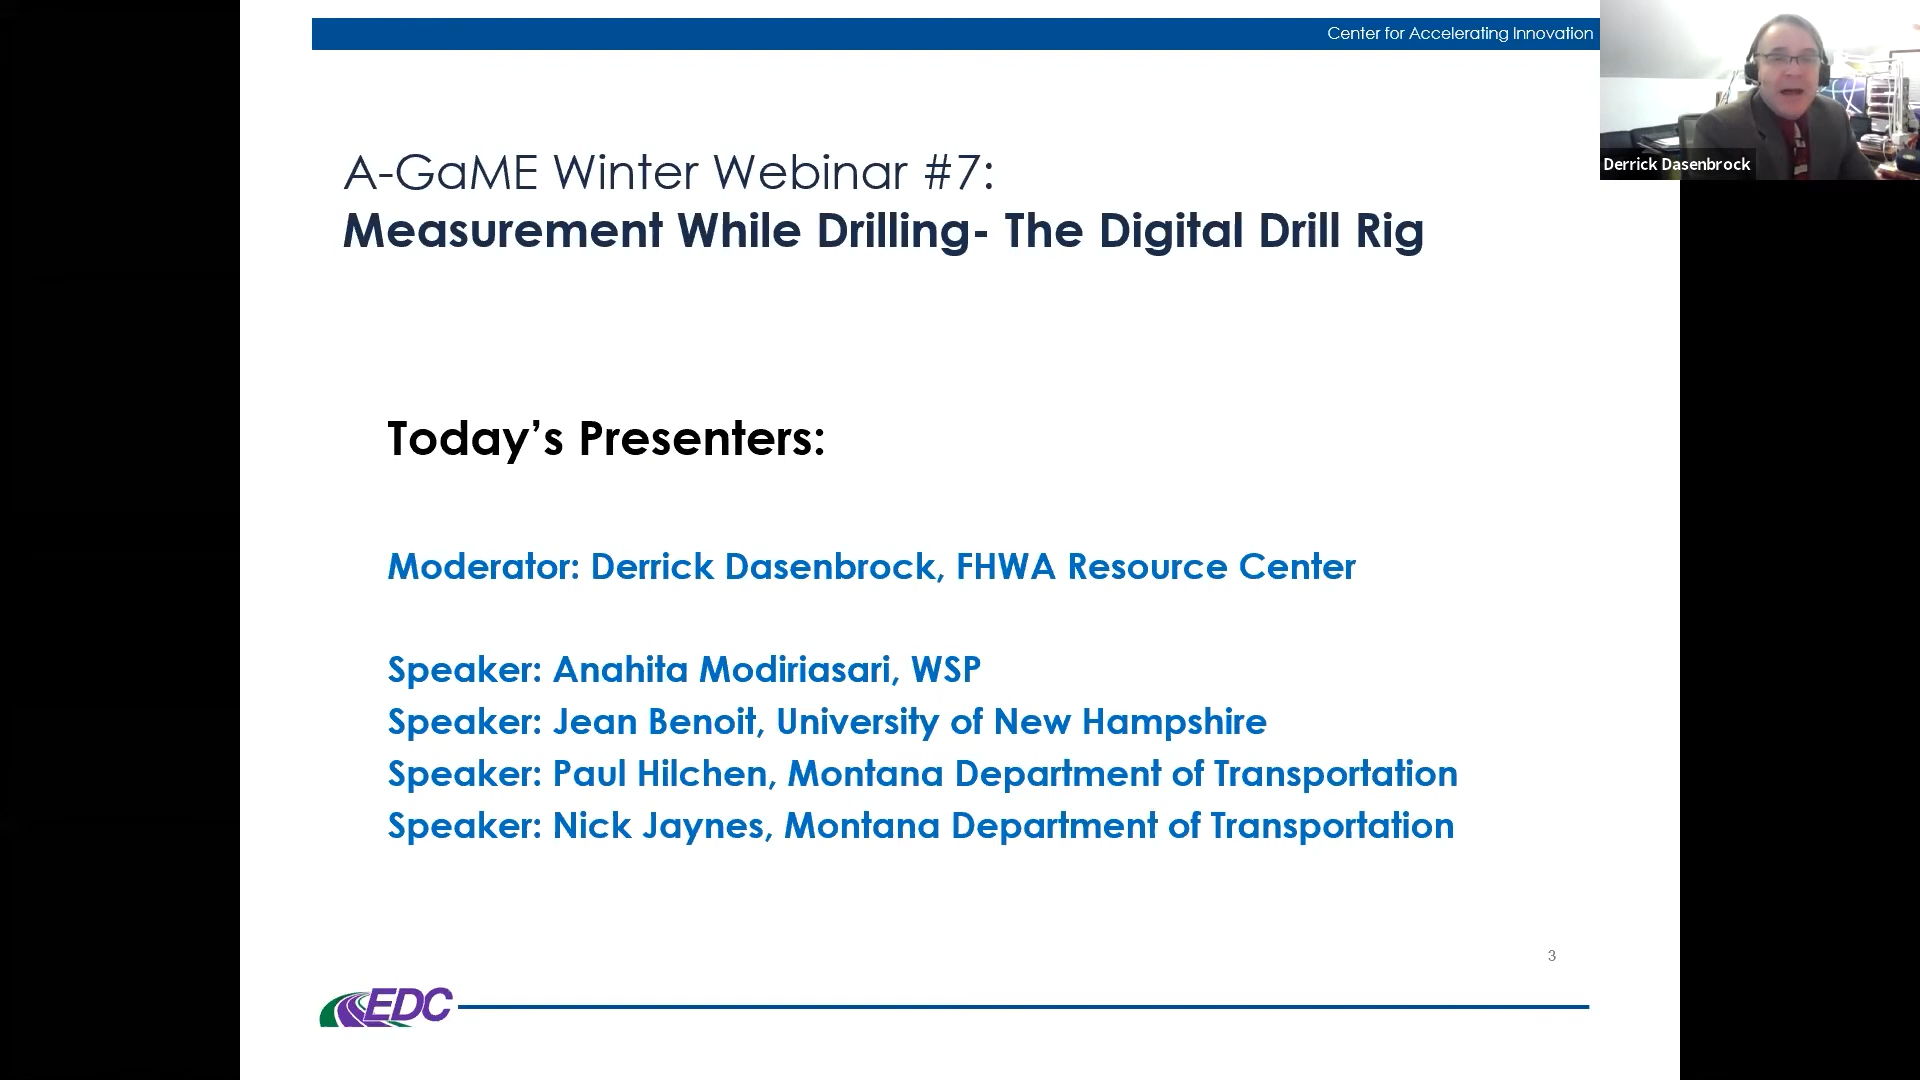 Center for Accelerating Innovation
Derrick Dasenbrock
A-GaME Winter Webinar #7:
Measurement While Drilling- The Digital Drill Rig
Today’s Presenters:
Moderator: Derrick Dasenbrock, FHWA Resource Center
Speaker: Anahita Modiriasari, WSP
Speaker: Jean Benoit, University of New Hampshire
Speaker: Paul Hilchen, Montana Department of Transportation
Speaker: Nick Jaynes, Montana Department of Transportation
3
EDC